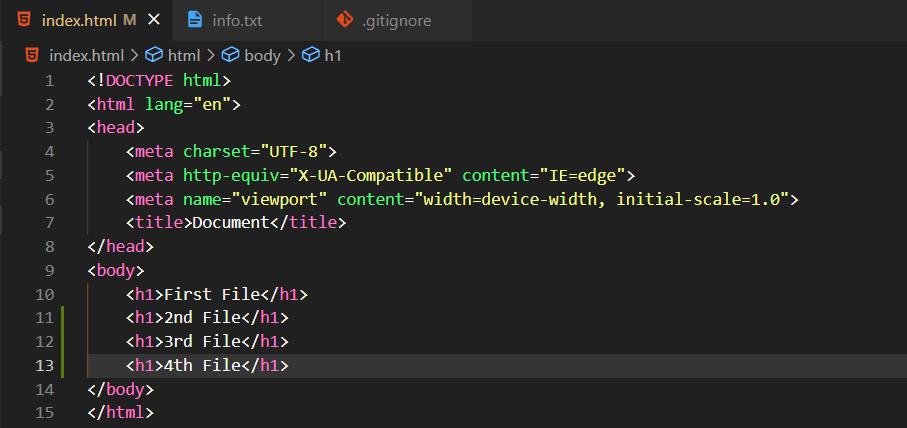 index.html M info.txt .gitignore
index.html > html > body > h1
1 <!DOCTYPE html>
2 <html lang="en">
3 <head>
4     <meta charset="UTF-8">
5     <meta http-equiv="X-UA-Compatible" content="IE=edge">
6     <meta name="viewport" content="width=device-width, initial-scale=1.0">
7     <title>Document</title>
8 </head>
9 <body>
10     <h1>First File</h1>
11     <h1>2nd File</h1>
12     <h1>3rd File</h1>
13     <h1>4th File</h1>
14 </body>
15 </html>